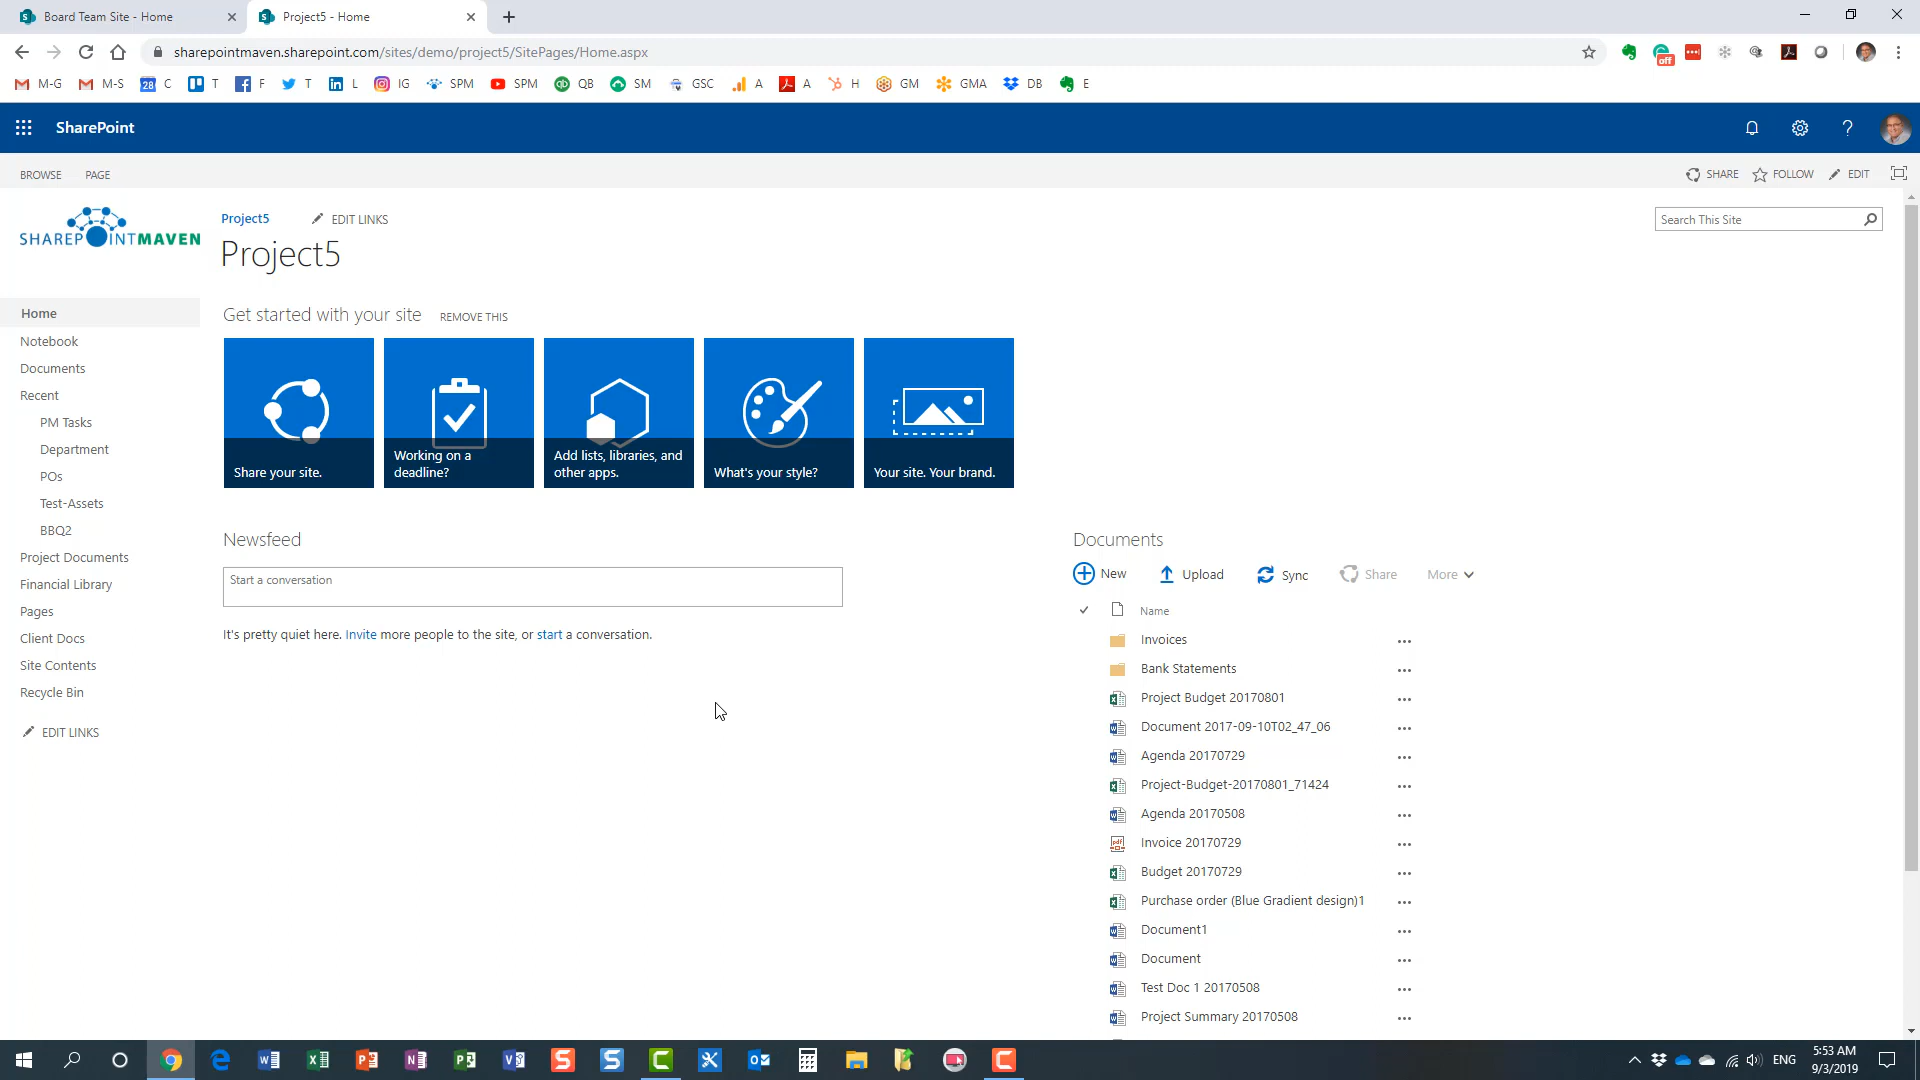 Board Team Site - Home
Project5 - Home
sharepointmaven.sharepoint.com/sites/demo/project5/SitePages/Home.aspx
off
M-G
M-S
28
C
T
F
T
L
IG
SPM
SPM
QB
SM
GSC
A
A
H
GM
GMA
DB
E
SharePoint
BROWSE
PAGE
SHARE
FOLLOW
EDIT
SHAREPOINTMAVEN
Project5
EDIT LINKS
Project5
Search This Site
Home
Notebook
Documents
Recent
PM Tasks
Department
POs
Test-Assets
BBQ2
Project Documents
Financial Library
Pages
Client Docs
Site Contents
Recycle Bin
EDIT LINKS
Get started with your site
REMOVE THIS
Share your site.
Working on a
deadline?
Add lists, libraries, and
other apps.
What's your style?
Your site. Your brand.
Newsfeed
Start a conversation
It's pretty quiet here. Invite more people to the site, or start a conversation.
Documents
New
Upload
Sync
Share
More
Name
Invoices
Bank Statements
Project Budget 20170801
Document 2017-09-10T02_47_06
Agenda 20170729
Project-Budget-20170801_71424
Agenda 20170508
Invoice 20170729
Budget 20170729
Purchase order (Blue Gradient design)1
Document1
Document
Test Doc 1 20170508
Project Summary 20170508
ENG
5:53 AM
9/3/2019